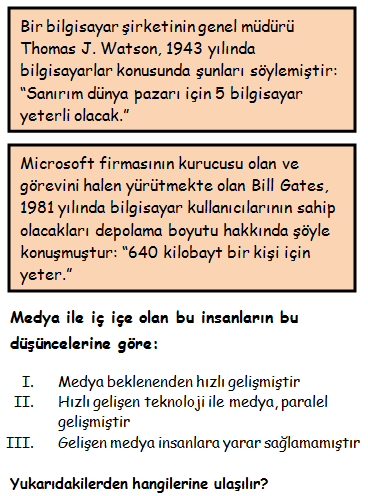 Bir bilgisayar şirketinin genel müdürü
Thomas J. Watson, 1943 yılında
bilgisayarlar konusunda şunları söylemiştir:
“Sanırım dünya pazarı için 5 bilgisayar
yeterli olacak.”
Microsoft firmasının kurucusu olan ve
görevini halen yürütmekte olan Bill Gates,
1981 yılında bilgisayar kullanıcılarının sahip
olacakları depolama boyutu hakkında şöyle
konuşmuştur: “640 kilobayt bir kişi için
yeter.”
Medya ile iç içe olan bu insanların bu
düşüncelerine göre:
I. Medya beklenenden hızlı gelişmiştir
II. Hızlı gelişen teknoloji ile medya, paralel
gelişmiştir
III. Gelişen medya insanlara yarar sağlamamıştır
Yukarıdakilerden hangilerine ulaşılır?